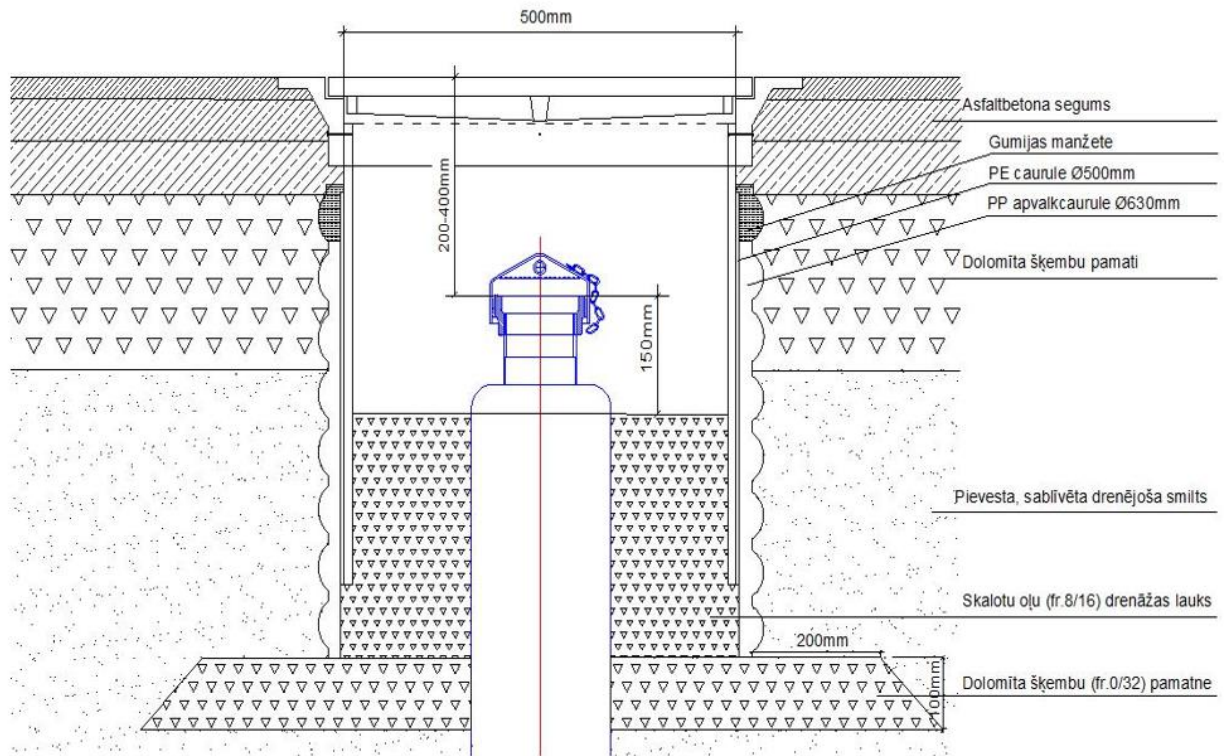 500mm
Asfaltbetona segums
Gumijas manžete
PE caurule Ø500mm
PP apvalkcaurule Ø630mm
200-400mm
Dolomīta šķembu pamati
150mm
Pievesta, sablīvēta drenējoša smilts
Skalotu oļu (fr.8/16) drenāžas lauks
200mm
100mm
Dolomīta šķembu (fr.0/32) pamatne